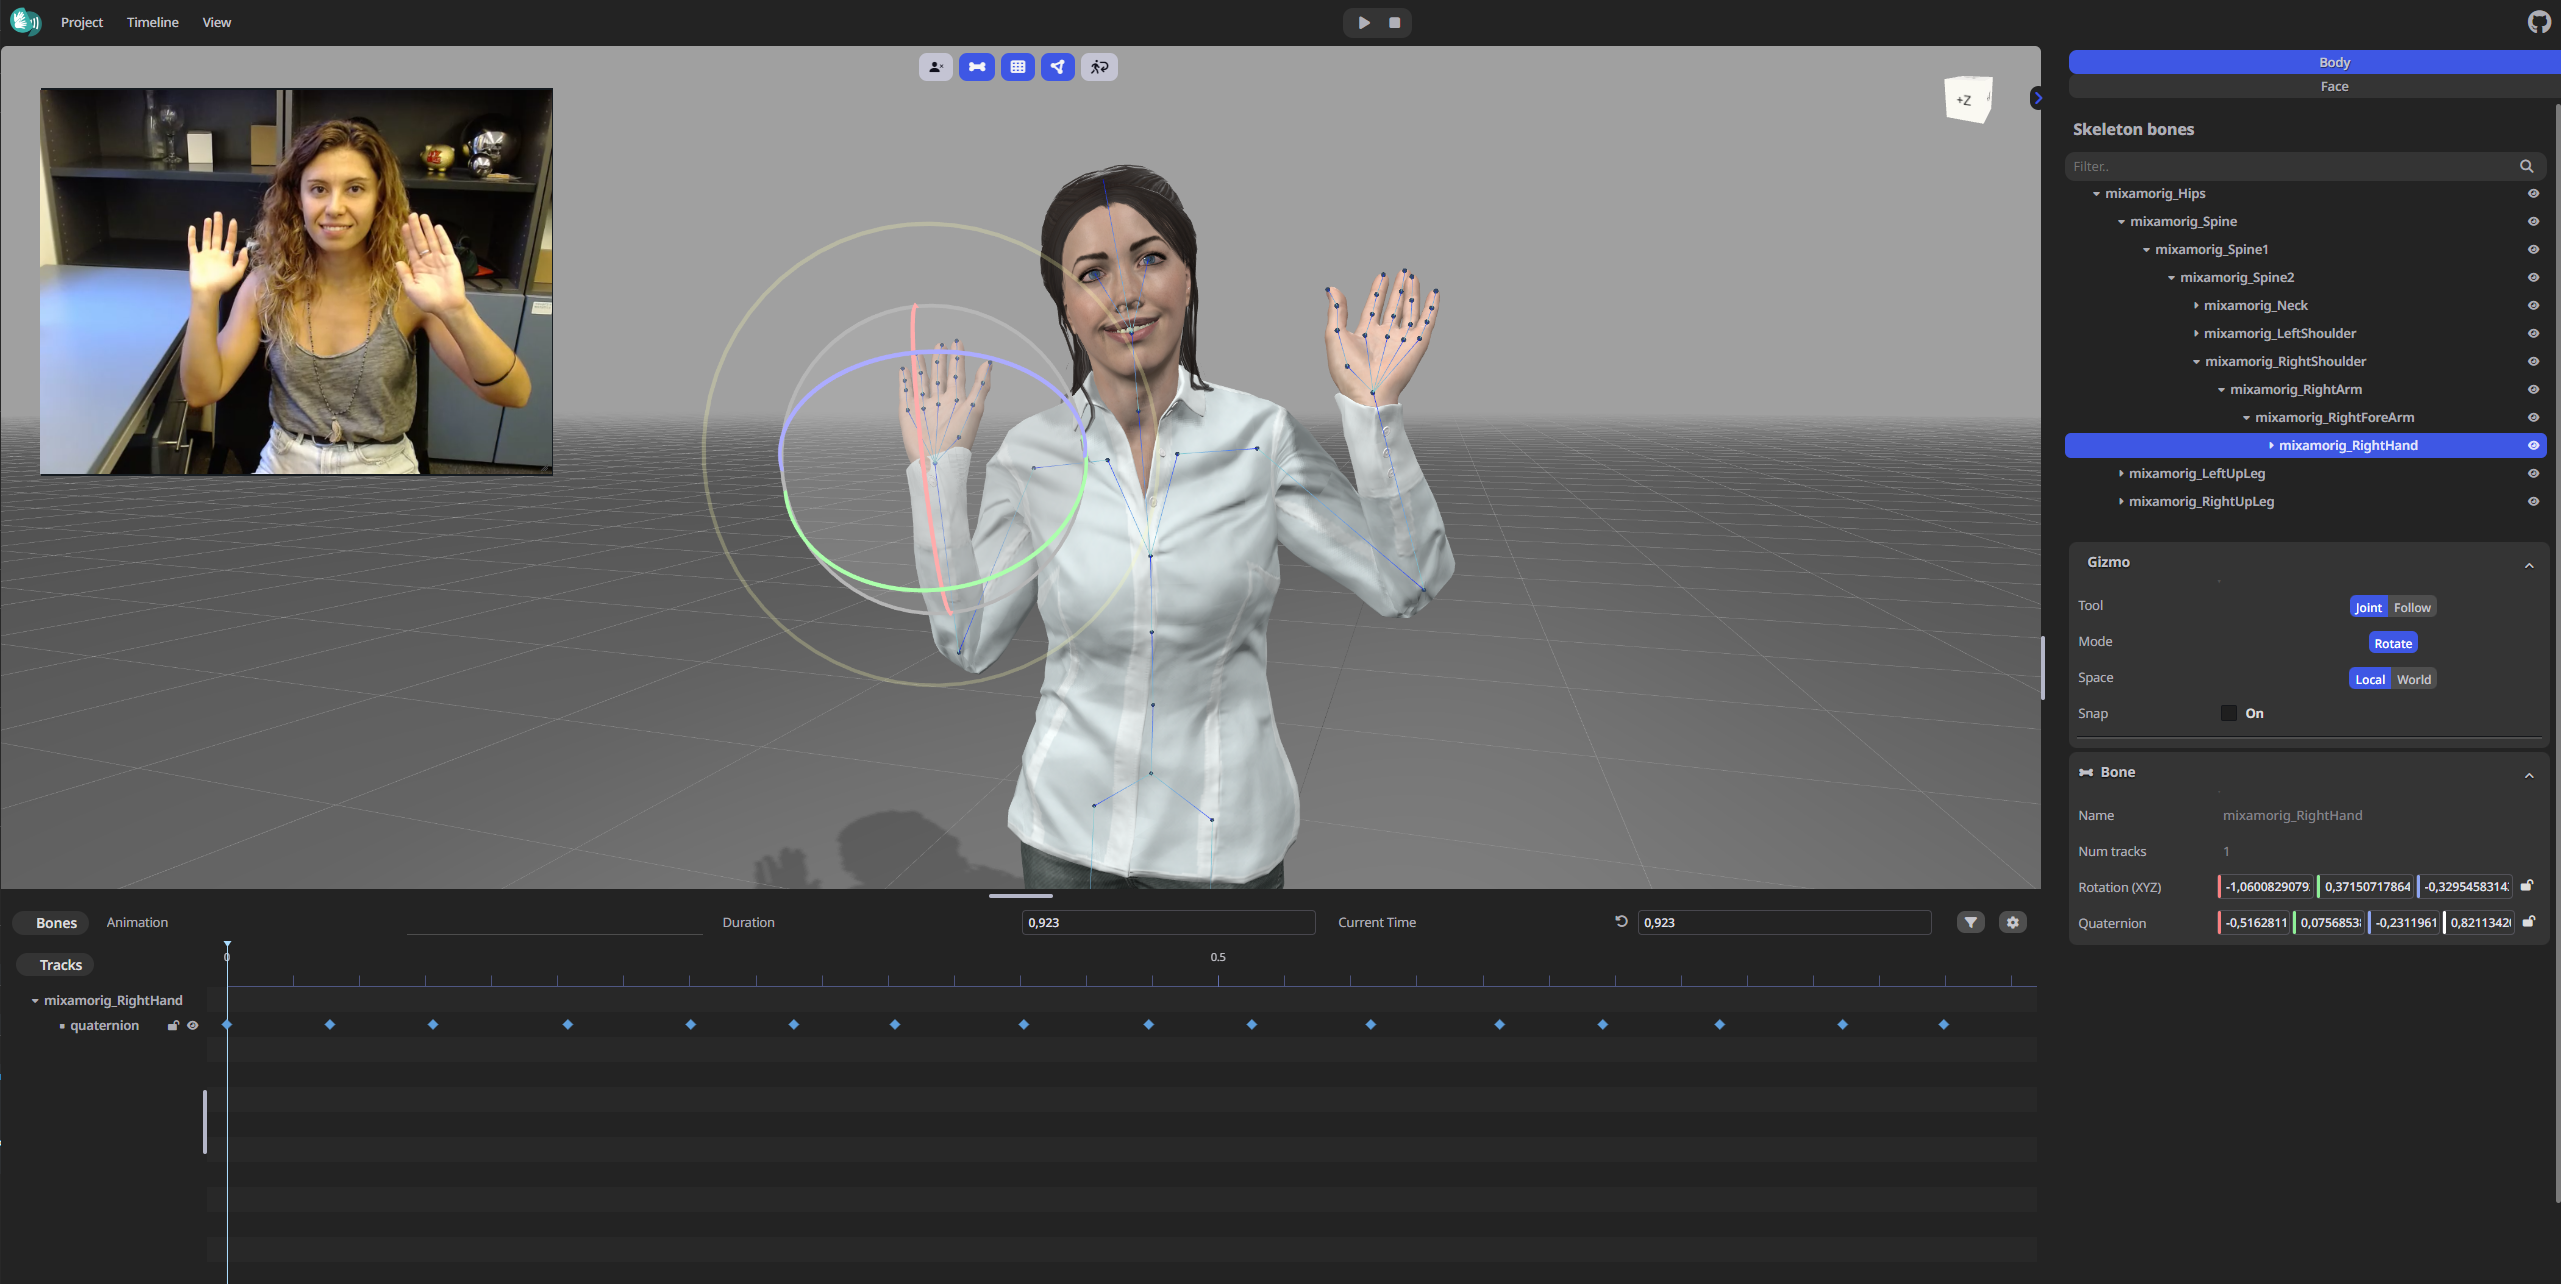 Project Timeline View
+Z
Body
Face
Skeleton bones
Filter..
mixamorig_Hips
mixamorig_Spine
mixamorig_Spine1
mixamorig_Spine2
mixamorig_Neck
mixamorig_LeftShoulder
mixamorig_RightShoulder
mixamorig_RightArm
mixamorig_RightForeArm
mixamorig_RightHand
mixamorig_LeftUpLeg
mixamorig_RightUpLeg
Gizmo
Tool Joint Follow
Mode Rotate
Space Local World
Snap On
Bone
Name mixamorig_RightHand
Num tracks 1
Rotation (XYZ) -1,0600829079 0,37150717864 -0,3295458314
Quaternion -0,5162811 0,0756853 -0,2311961 0,8211342
Bones Animation Duration 0,923 Current Time 0,923
Tracks 0 0.5
mixamorig_RightHand
quaternion